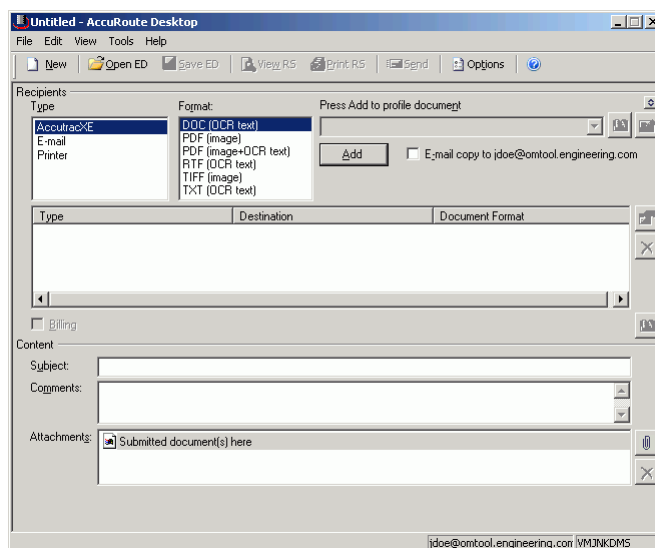 Untitled - AccuRoute Desktop
File Edit View Tools Help
New Open ED Save ED View RS Print RS Send Options
Recipients
Type Format: Press Add to profile document
AccutracXE
E-mail
Printer
DOC (OCR text)
PDF (image)
PDF (image+OCR text)
RTF (OCR text)
TIFF (image)
TXT (OCR text)
Add E-mail copy to jdoe@omtool.engineering.com
Type Destination Document Format
Billing
Content
Subject:
Comments:
Attachments: Submitted document(s) here
jdoe@omtool.engineering.com VMJNKDMS